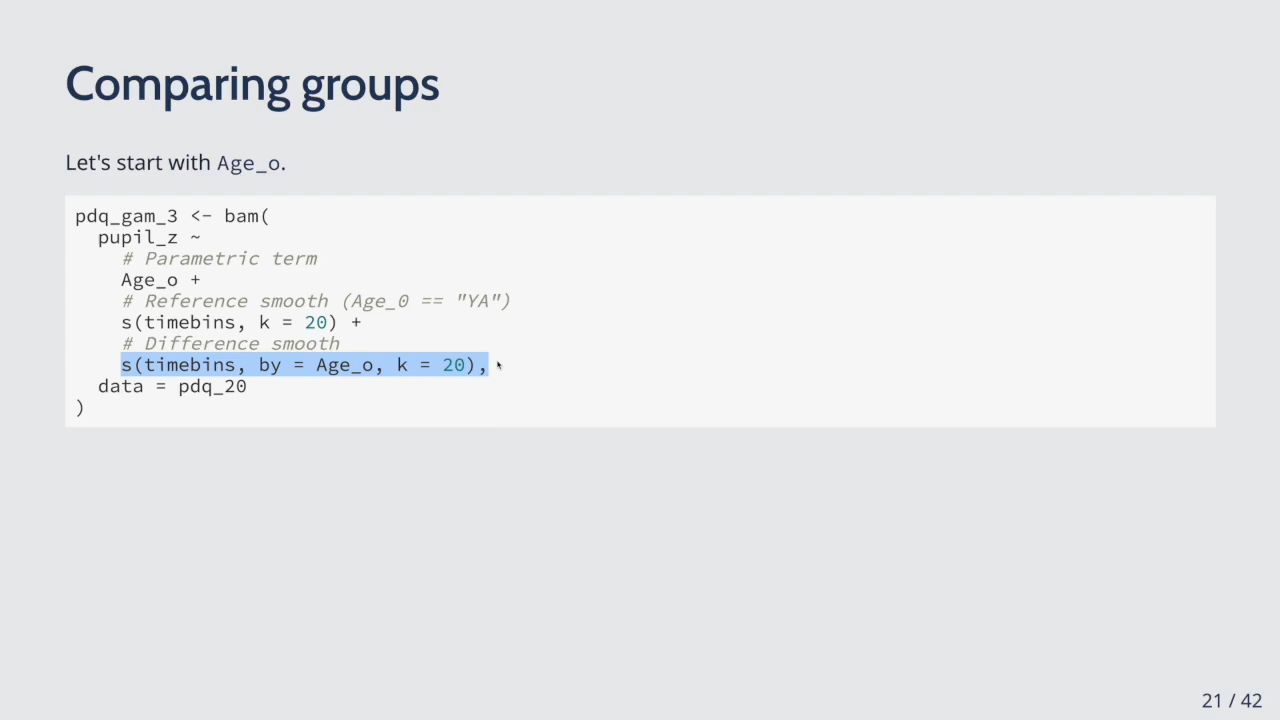 Comparing groups
Let's start with Age_o.
pdq_gam_3 <- bam(
  pupil_z ~
    # Parametric term
    Age_o +
    # Reference smooth (Age_0 == "YA")
    s(timebins, k = 20) +
    # Difference smooth
    s(timebins, by = Age_o, k = 20),
  data = pdq_20
)
21 / 42